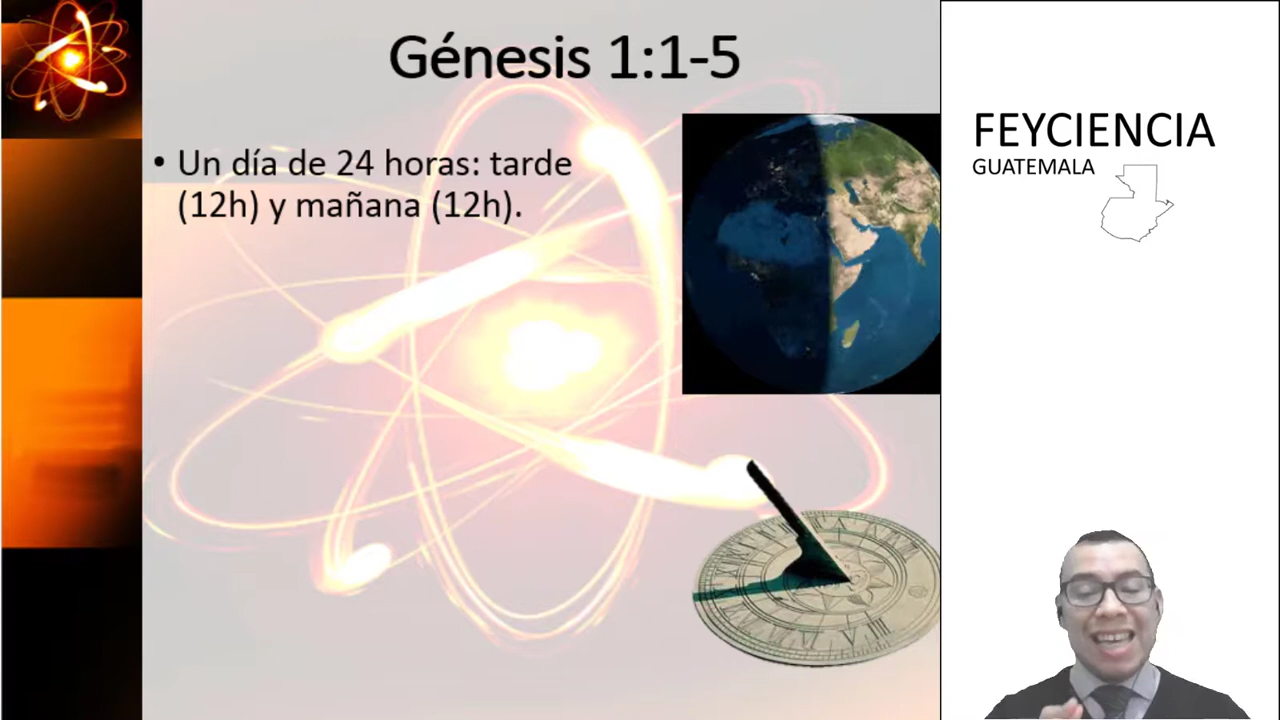 Génesis 1:1-5
• Un día de 24 horas: tarde
(12h) y mañana (12h).
FEYCIENCIA
GUATEMALA